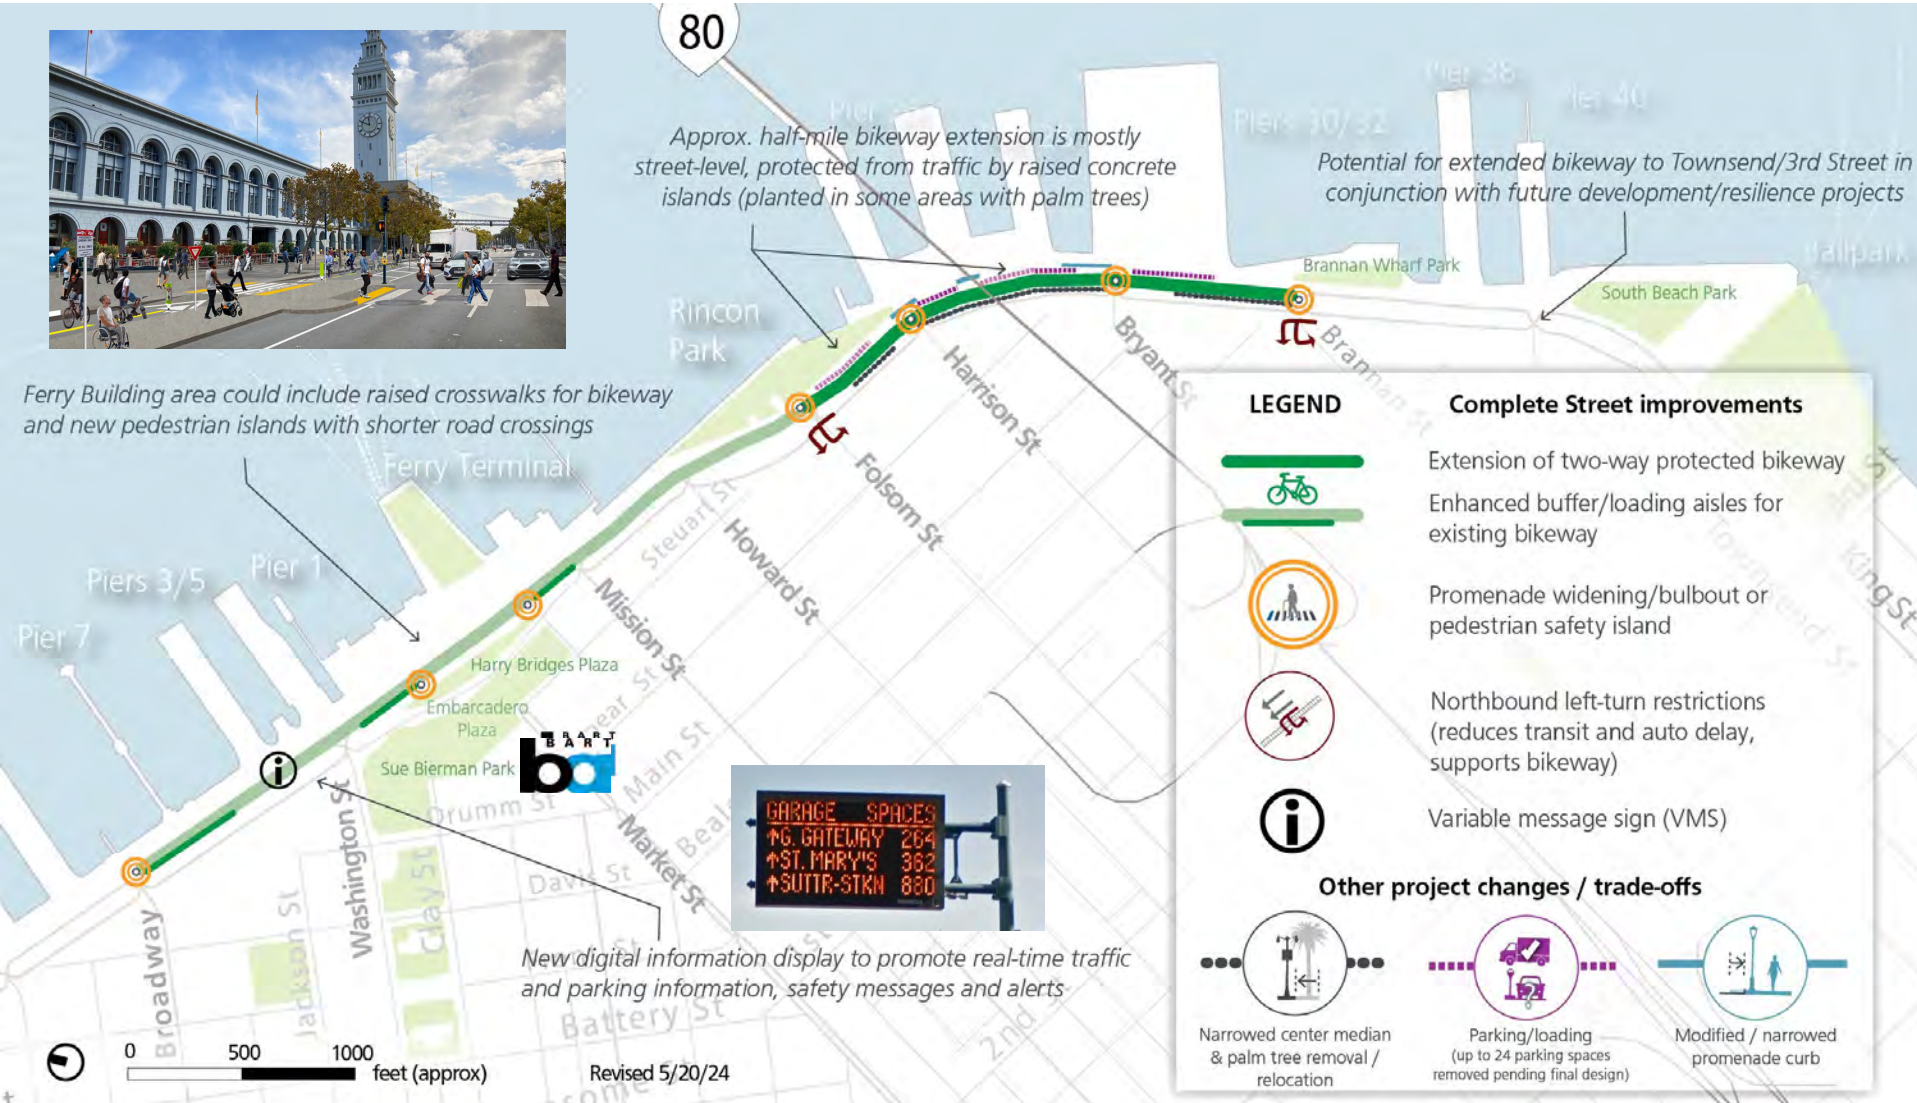 80
Pier
Piers 30/32
Pier 38
Pier 40
Ballpark
Approx. half-mile bikeway extension is mostly
street-level, protected from traffic by raised concrete
islands (planted in some areas with palm trees)
Potential for extended bikeway to Townsend/3rd Street in
conjunction with future development/resilience projects
Brannan Wharf Park
South Beach Park
Rincon
Park
Ferry Building area could include raised crosswalks for bikeway
and new pedestrian islands with shorter road crossings
Ferry Terminal
Piers 3/5
Pier 1
Pier 7
Harry Bridges Plaza
Embarcadero
Plaza
Sue Bierman Park
BART
BART
ba
Broadway
Jackson St
Washington St
Clay St
Drumm St
Davis St
Battery St
Market St
Main St
Mission St
Steuart St
Howard St
Folsom St
Harrison St
Bryant St
Brannan St
Townsend St
King St
2nd St
GARAGE SPACES
↑G. GATEWAY 264
↑ST. MARY'S 362
↑SUTTR-STKN 880
New digital information display to promote real-time traffic
and parking information, safety messages and alerts
0 500 1000
feet (approx)
Revised 5/20/24
LEGEND
Complete Street improvements
Extension of two-way protected bikeway
Enhanced buffer/loading aisles for
existing bikeway
Promenade widening/bulbout or
pedestrian safety island
Northbound left-turn restrictions
(reduces transit and auto delay,
supports bikeway)
Variable message sign (VMS)
Other project changes / trade-offs
Narrowed center median
& palm tree removal /
relocation
Parking/loading
(up to 24 parking spaces
removed pending final design)
Modified / narrowed
promenade curb